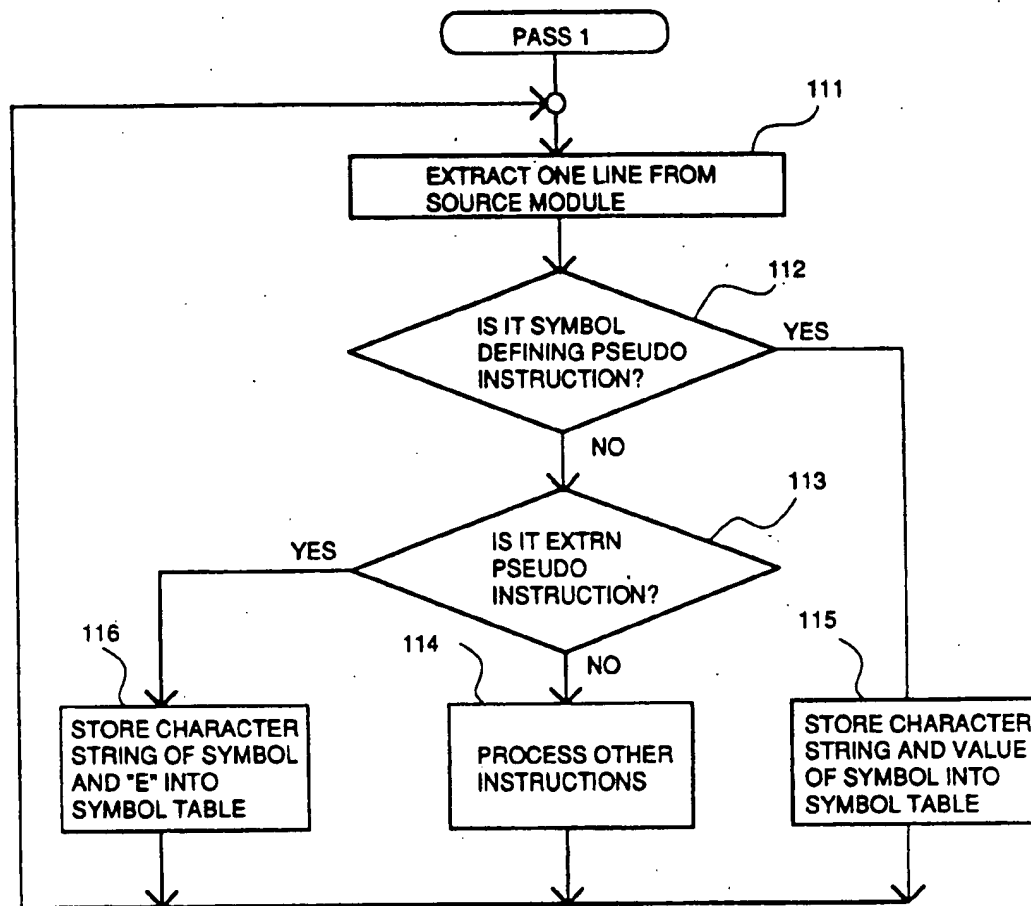 PASS 1
111
EXTRACT ONE LINE FROM
SOURCE MODULE
112
IS IT SYMBOL
DEFINING PSEUDO
INSTRUCTION?
YES
NO
113
IS IT EXTRN
PSEUDO
INSTRUCTION?
YES
NO
116
STORE CHARACTER
STRING OF SYMBOL
AND "E" INTO
SYMBOL TABLE
114
PROCESS OTHER
INSTRUCTIONS
115
STORE CHARACTER
STRING AND VALUE
OF SYMBOL INTO
SYMBOL TABLE